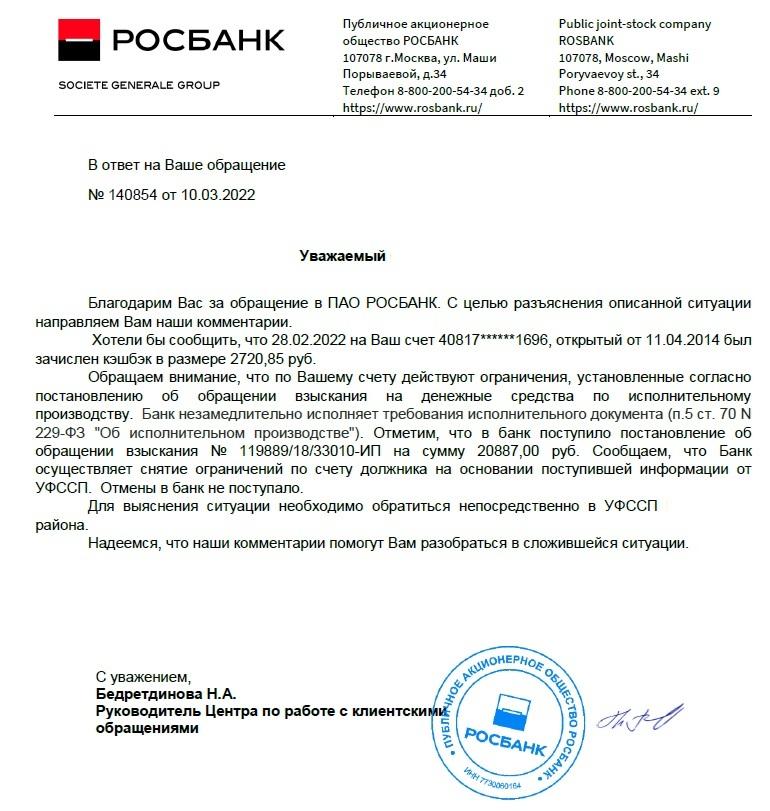 РОСБАНК
SOCIETE GENERALE GROUP
Публичное акционерное
общество РОСБАНК
107078 г.Москва, ул. Маши
Порываевой, д.34
Телефон 8-800-200-54-34 доб. 2
https://www.rosbank.ru/
Public joint-stock company
ROSBANK
107078, Moscow, Mashi
Poryvaevoy st., 34
Phone 8-800-200-54-34 ext. 9
https://www.rosbank.ru/
В ответ на Ваше обращение
№ 140854 от 10.03.2022
Уважаемый
Благодарим Вас за обращение в ПАО РОСБАНК. С целью разъяснения описанной ситуации
направляем Вам наши комментарии.
Хотели бы сообщить, что 28.02.2022 на Ваш счет 40817******1696, открытый от 11.04.2014 был
зачислен кэшбэк в размере 2720,85 руб.
Обращаем внимание, что по Вашему счету действуют ограничения, установленные согласно
постановлению об обращении взыскания на денежные средства по исполнительному
производству. Банк незамедлительно исполняет требования исполнительного документа (п.5 ст. 70 N
229-ФЗ "Об исполнительном производстве"). Отметим, что в банк поступило постановление об
обращении взыскания № 119889/18/33010-ИП на сумму 20887,00 руб. Сообщаем, что Банк
осуществляет снятие ограничений по счету должника на основании поступившей информации от
УФССП. Отмены в банк не поступало.
Для выяснения ситуации необходимо обратиться непосредственно в УФССП
района.
Надеемся, что наши комментарии помогут Вам разобраться в сложившейся ситуации.
С уважением,
Бедретдинова Н.А.
Руководитель Центра по работе с клиентскими
обращениями
• ПУБЛИЧНОЕ АКЦИОНЕРНОЕ ОБЩЕСТВО РОСБАНК •
РОСБАНК
ИНН 7730060164